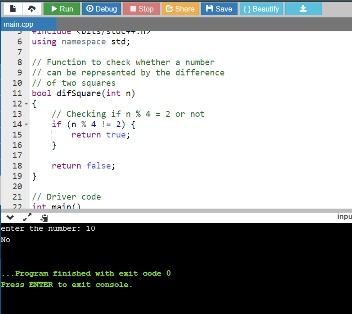 Run Debug Stop Share Save { } Beautify
main.cpp
5 #include <bits/stdc++.h>
6 using namespace std;
7
8 // Function to check whether a number
9 // can be represented by the difference
10 // of two squares
11 bool difSquare(int n)
12 {
13 // Checking if n % 4 = 2 or not
14 if (n % 4 != 2) {
15 return true;
16 }
17
18 return false;
19 }
20
21 // Driver code
22 int main()
inpu
enter the number: 10
No
...Program finished with exit code 0
Press ENTER to exit console.